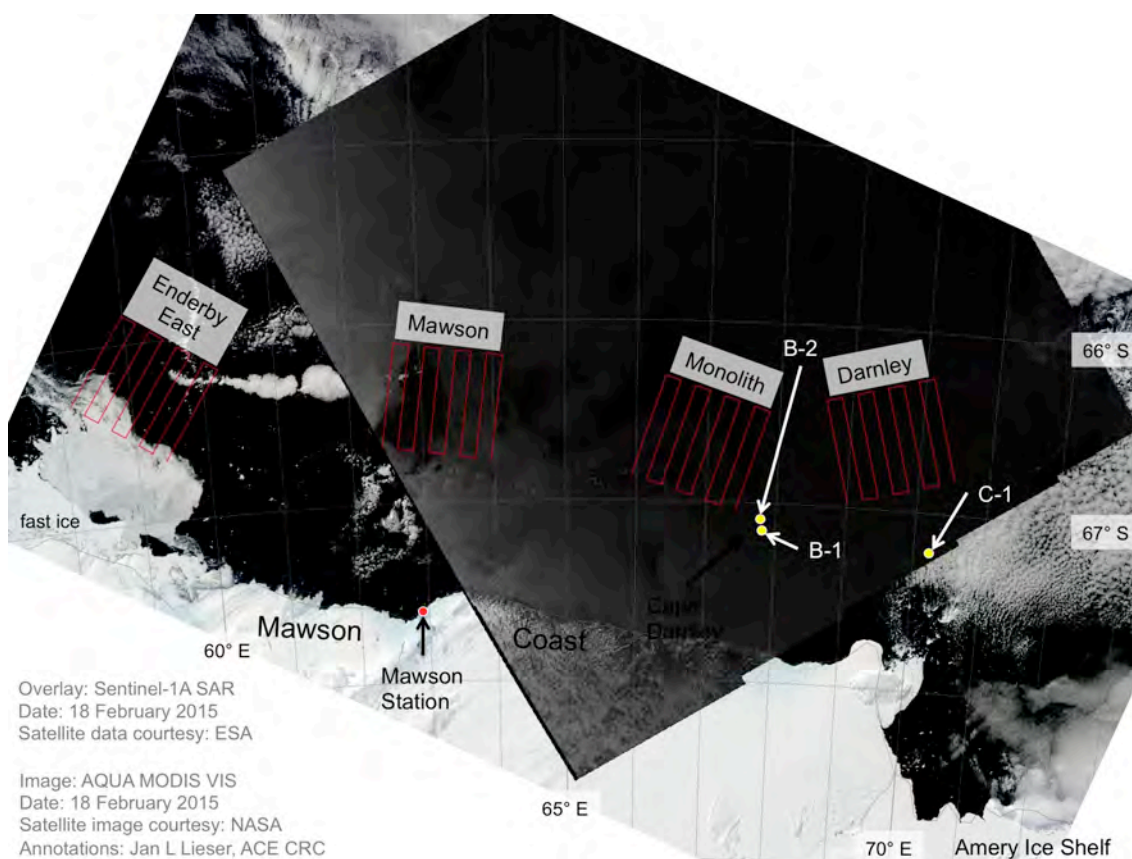 Enderby
East
Mawson
B-2
Monolith
Darnley
66° S
C-1
fast ice
67° S
B-1
Cape
Darnley
Mawson
Coast
60° E
Mawson
Station
Overlay: Sentinel-1A SAR
Date: 18 February 2015
Satellite data courtesy: ESA
Image: AQUA MODIS VIS
Date: 18 February 2015
Satellite image courtesy: NASA
Annotations: Jan L Lieser, ACE CRC
65° E
70° E
Amery Ice Shelf